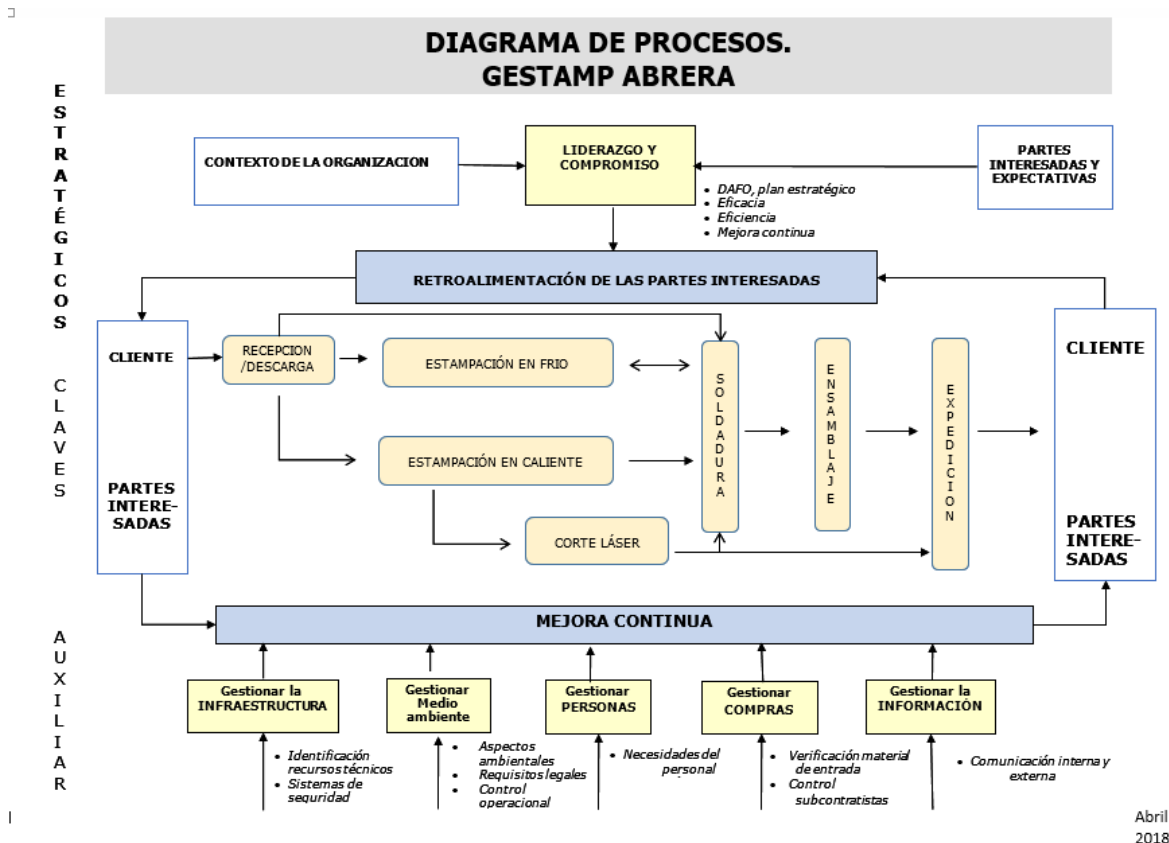 DIAGRAMA DE PROCESOS.
GESTAMP ABRERA
ESTRATÉGICOS
CONTEXTO DE LA ORGANIZACION
LIDERAZGO Y
COMPROMISO
PARTES
INTERESADAS Y
EXPECTATIVAS
• DAFO, plan estratégico
• Eficacia
• Eficiencia
• Mejora continua
RETROALIMENTACIÓN DE LAS PARTES INTERESADAS
CLAVES
CLIENTE
PARTES
INTERE-
SADAS
RECEPCION
/DESCARGA
ESTAMPACIÓN EN FRIO
ESTAMPACIÓN EN CALIENTE
CORTE LÁSER
SOLDADURA
ENSAMBLAJE
EXPEDICION
CLIENTE
PARTES
INTERE-
SADAS
AUXILIAR
MEJORA CONTINUA
Gestionar la
INFRAESTRUCTURA
Gestionar
Medio
ambiente
Gestionar
PERSONAS
Gestionar
COMPRAS
Gestionar la
INFORMACIÓN
• Identificación
recursos técnicos
• Sistemas de
seguridad
• Aspectos
ambientales
• Requisitos legales
• Control
operacional
• Necesidades del
personal
• Verificación material
de entrada
• Control
subcontratistas
• Comunicación interna y
externa
Abril
2018